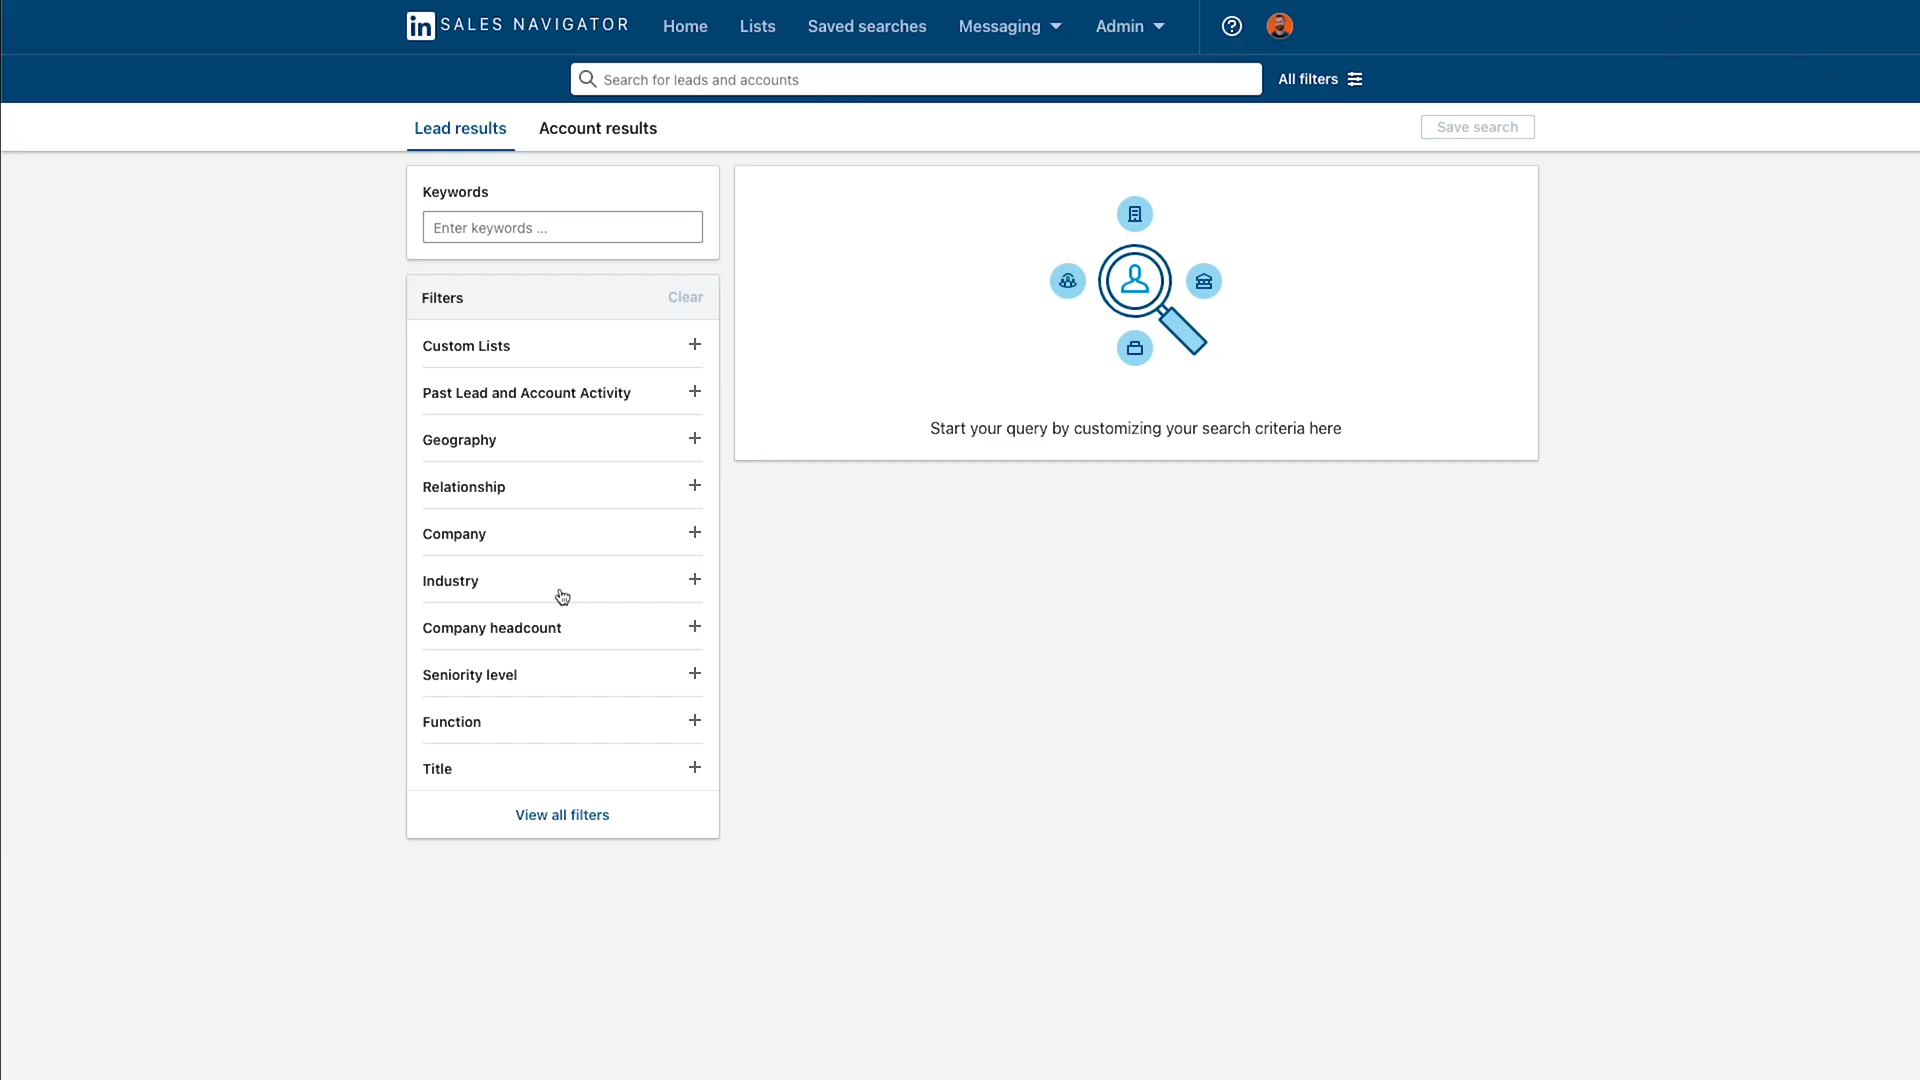 in SALES NAVIGATOR Home Lists Saved searches Messaging Admin
Search for leads and accounts All filters
Lead results Account results Save search
Keywords
Enter keywords ...
Filters Clear
Custom Lists
Past Lead and Account Activity
Geography
Relationship
Company
Industry
Company headcount
Seniority level
Function
Title
View all filters
Start your query by customizing your search criteria here